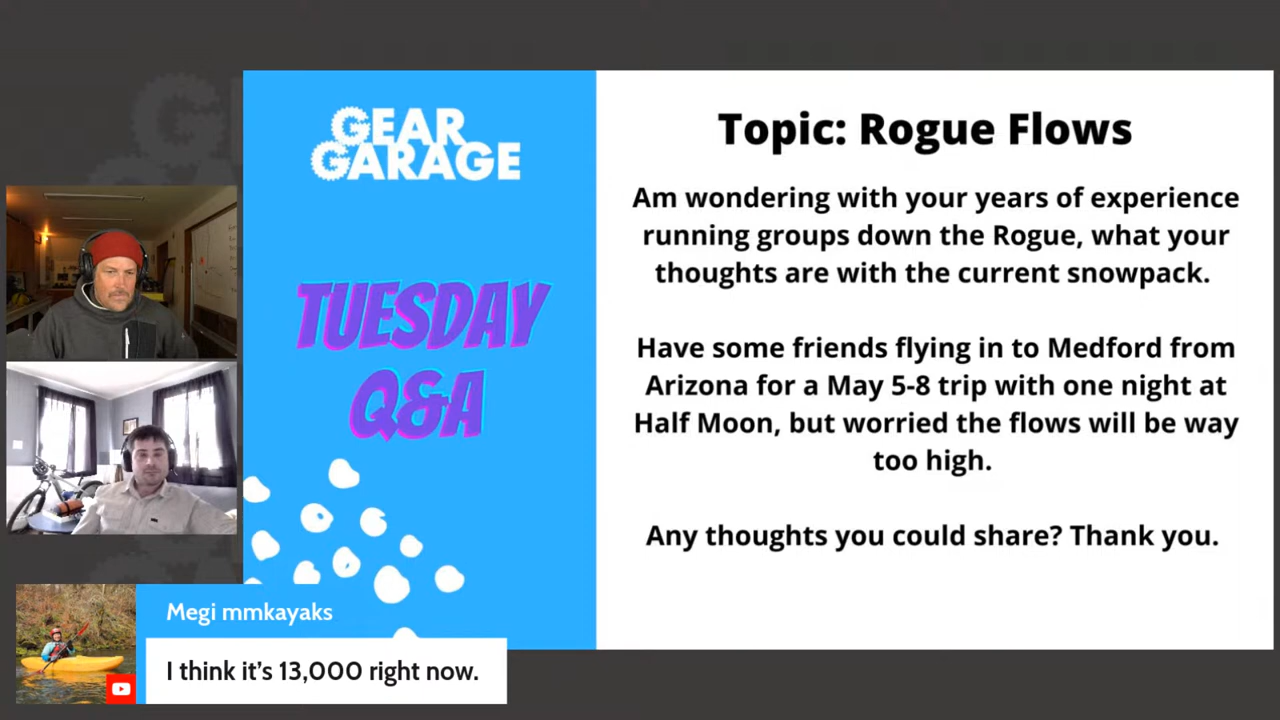 GEAR
GARAGE
TUESDAY
Q&A
Topic: Rogue Flows
Am wondering with your years of experience
running groups down the Rogue, what your
thoughts are with the current snowpack.
Have some friends flying in to Medford from
Arizona for a May 5-8 trip with one night at
Half Moon, but worried the flows will be way
too high.
Any thoughts you could share? Thank you.
Megi mmkayaks
I think it's 13,000 right now.